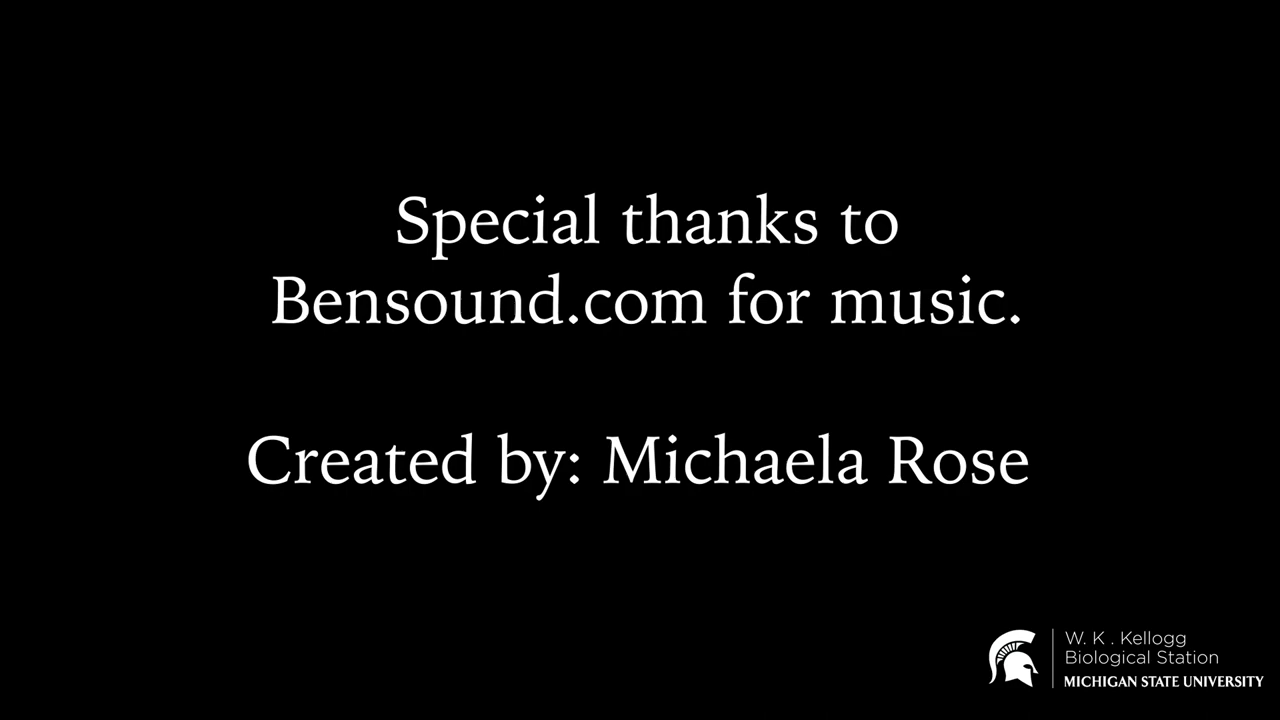 Special thanks to
Bensound.com for music.
Created by: Michaela Rose
W. K. Kellogg
Biological Station
MICHIGAN STATE UNIVERSITY